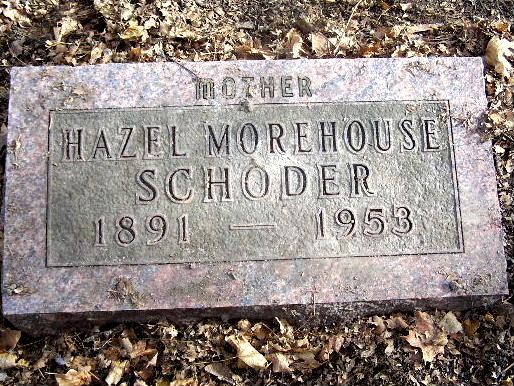 MOTHER
HAZEL MOREHOUSE
SCHODER
1891 — 1953